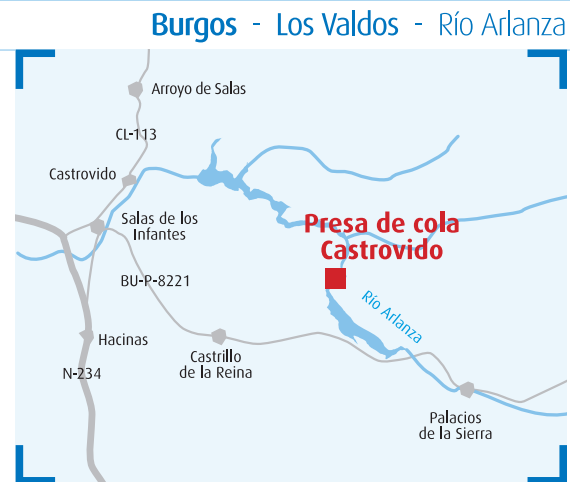 Burgos - Los Valdos - Río Arlanza
Arroyo de Salas
CL-113
Castrovido
Salas de los
Infantes
Presa de cola
Castrovido
BU-P-8221
Río Arlanza
Hacinas
Castrillo
de la Reina
N-234
Palacios
de la Sierra